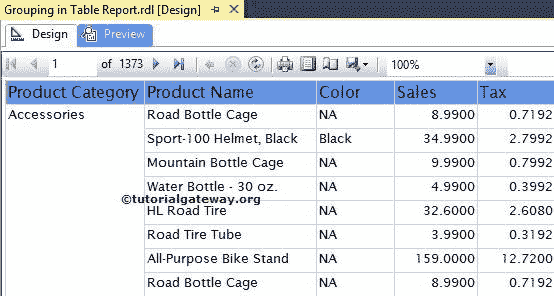 Grouping in Table Report.rdl [Design]
Design Preview
1 of 1373 100%
Product Category Product Name Color Sales Tax
Accessories Road Bottle Cage NA 8.9900 0.7192
Sport-100 Helmet, Black Black 34.9900 2.7992
Mountain Bottle Cage NA 9.9900 0.7992
Water Bottle - 30 oz. NA 4.9900 0.3992
©tutorialgateway.org
HL Road Tire NA 32.6000 2.6080
Road Tire Tube NA 3.9900 0.3192
All-Purpose Bike Stand NA 159.0000 12.7200
Road Bottle Cage NA 8.9900 0.7192